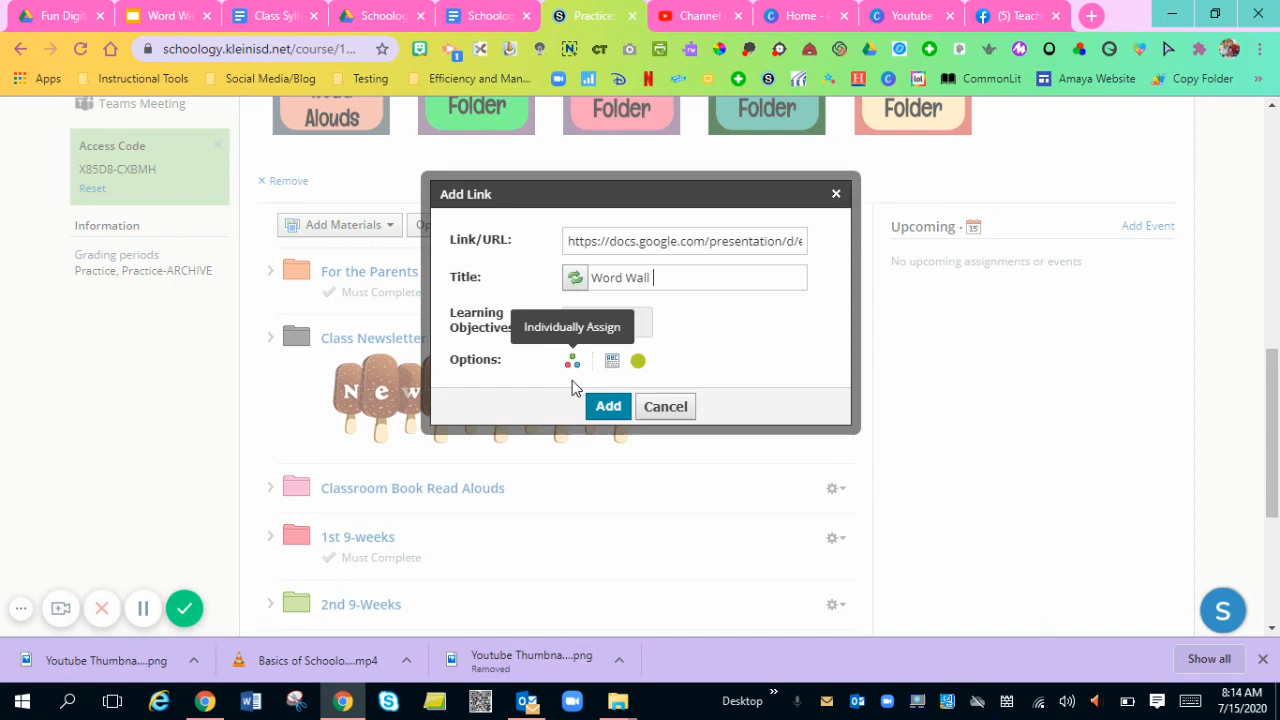 Fun Digi
Word Wa
Class Syll
Schoolog
Schoolog
Practice
Channel
Home - C
Youtube
(5) Teach
schoology.kleinisd.net/course/1...
Apps
Instructional Tools
Social Media/Blog
Testing
Efficiency and Man...
CommonLit
Amaya Website
Copy Folder
Teams Meeting
Access Code
X85D8-CXBMH
Reset
Information
Grading periods
Practice, Practice-ARCHIVE
Alouds
Folder
Folder
Folder
Folder
Remove
Add Materials
For the Parents
Must Complete
Class Newsletter
New
Classroom Book Read Alouds
1st 9-weeks
Must Complete
2nd 9-Weeks
Upcoming
15
Add Event
No upcoming assignments or events
Add Link
Link/URL:
https://docs.google.com/presentation/d/e
Title:
Word Wall
Learning
Objectives
Individually Assign
Options:
ABC
Add
Cancel
S
Youtube Thumbna....png
Basics of Schoolo....mp4
Youtube Thumbna....png
Removed
Show all
Desktop
8:14 AM
7/15/2020